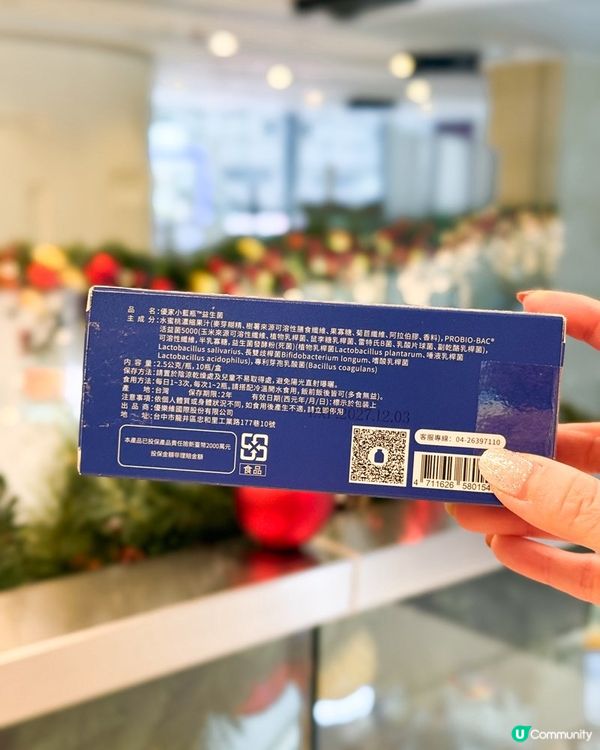 品　　名：優家小藍瓶™益生菌
主 成 分：水蜜桃濃縮果汁(麥芽糊精、樹薯來源可溶性膳食纖維、果寡糖、菊苣纖維、阿拉伯膠、香料), PROBIO-BAC®
活益菌5000(玉米來源可溶性纖維、植物乳桿菌、鼠李糖乳桿菌、雷特氏B菌、乳酸片球菌、副乾酪乳桿菌),
可溶性纖維、半乳寡糖、益生菌發酵粉(死菌)(植物乳桿菌Lactobacillus plantarum、唾液乳桿菌
Lactobacillus salivarius、長雙歧桿菌Bifidobacterium longum、嗜酸乳桿菌
Lactobacillus acidophilus), 專利芽孢乳酸菌(Bacillus coagulans)
內 容 量：2.5公克/瓶, 10瓶/盒
保存方法：請置於陰涼乾燥處及兒童不易取得處, 避免陽光直射曝曬。
食用方法：每日1~3次, 每次1~2瓶, 請搭配冷溫開水食用, 飯前飯後皆可(多食無益)。
產　　地：台灣　保存期限：2年　有效日期(西元/年/月/日)：標示於包裝上
注意事項：依個人體質或身體狀況不同, 如食用後產生不適, 請立即停用
2027.12.03
出 品 商：優樂維國際股份有限公司
地　　址：台中市龍井區忠和里工業路177巷10號
本產品已投保產品責任險新臺幣2000萬元
投保金額非理賠金額
食品
客服專線：04-26397110
4 711626 580154
U Community